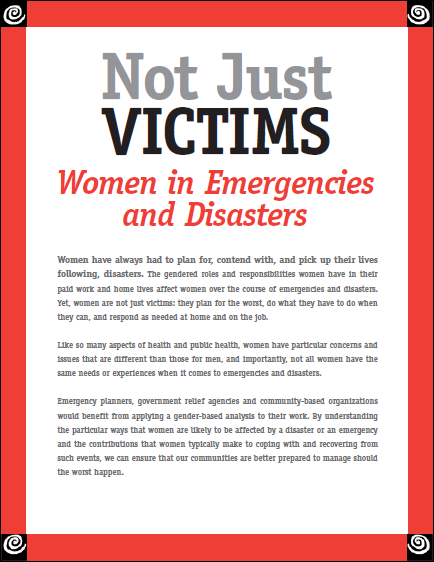 Not Just
VICTIMS
Women in Emergencies
and Disasters
Women have always had to plan for, contend with, and pick up their lives
following, disasters. The gendered roles and responsibilities women have in their
paid work and home lives affect women over the course of emergencies and disasters.
Yet, women are not just victims: they plan for the worst, do what they have to do when
they can, and respond as needed at home and on the job.
Like so many aspects of health and public health, women have particular concerns and
issues that are different than those for men, and importantly, not all women have the
same needs or experiences when it comes to emergencies and disasters.
Emergency planners, government relief agencies and community-based organizations
would benefit from applying a gender-based analysis to their work. By understanding
the particular ways that women are likely to be affected by a disaster or an emergency
and the contributions that women typically make to coping with and recovering from
such events, we can ensure that our communities are better prepared to manage should
the worst happen.